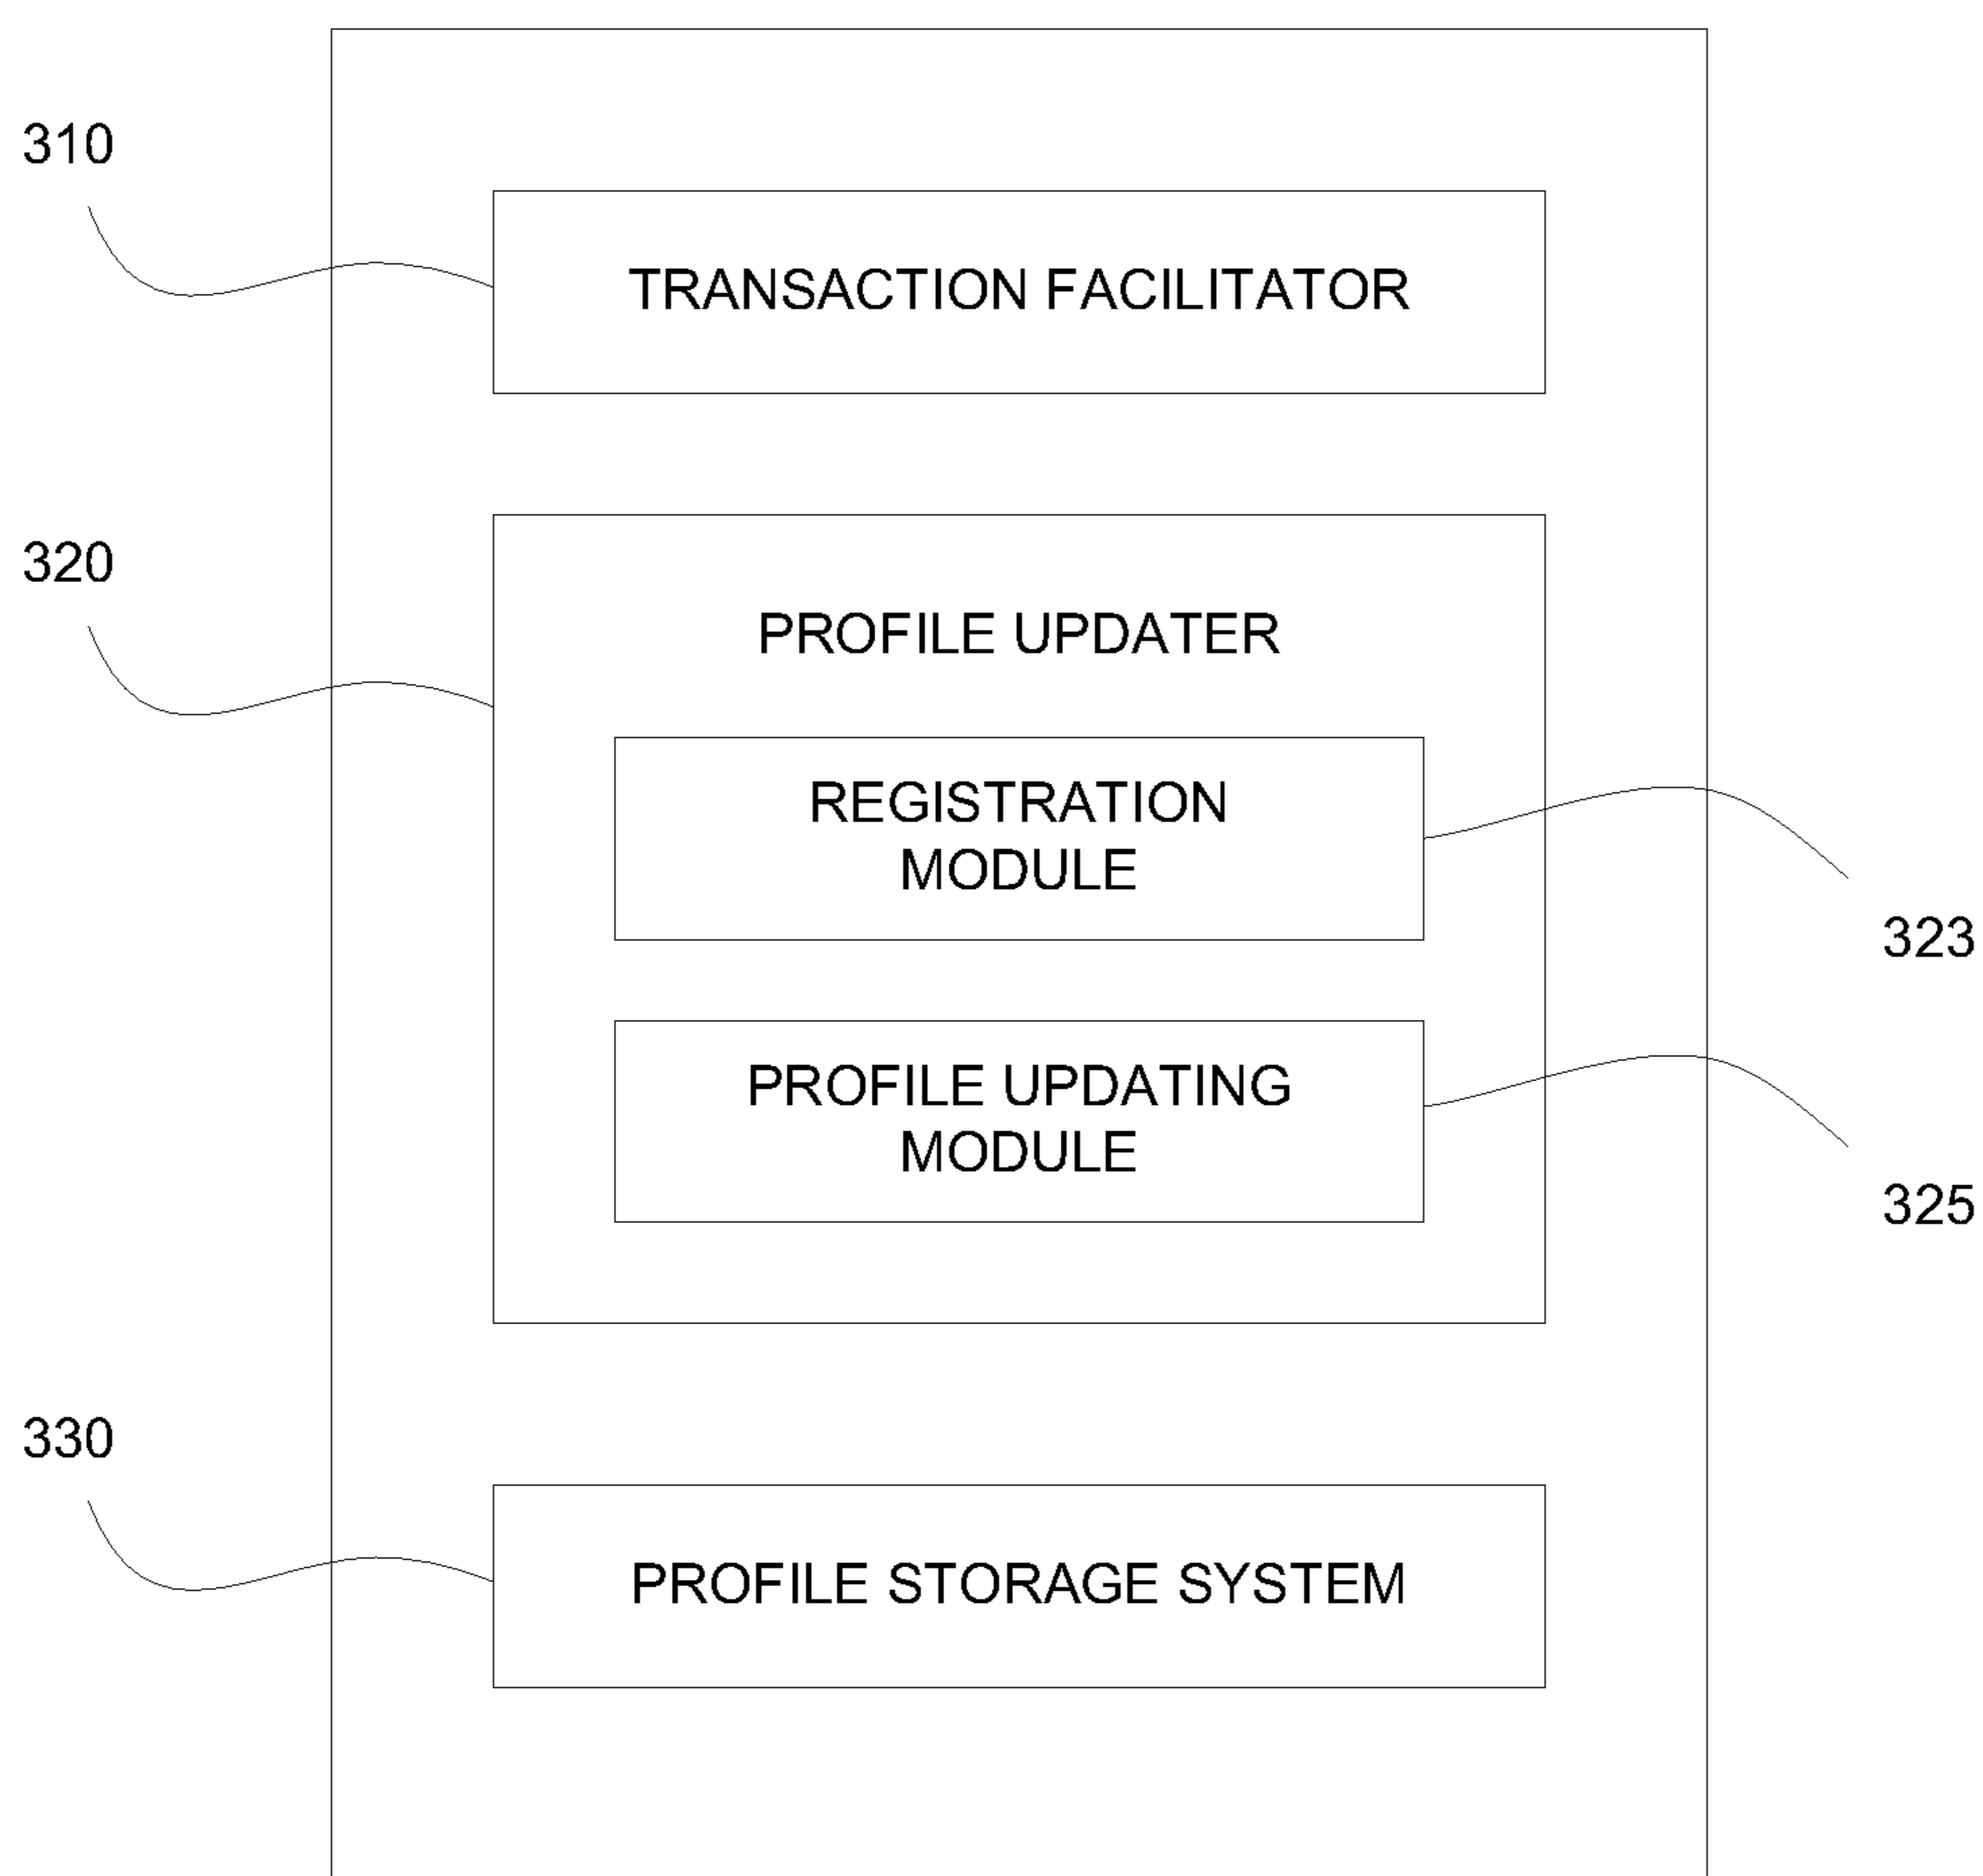 310
TRANSACTION FACILITATOR
320
PROFILE UPDATER
REGISTRATION
MODULE
323
PROFILE UPDATING
MODULE
325
330
PROFILE STORAGE SYSTEM